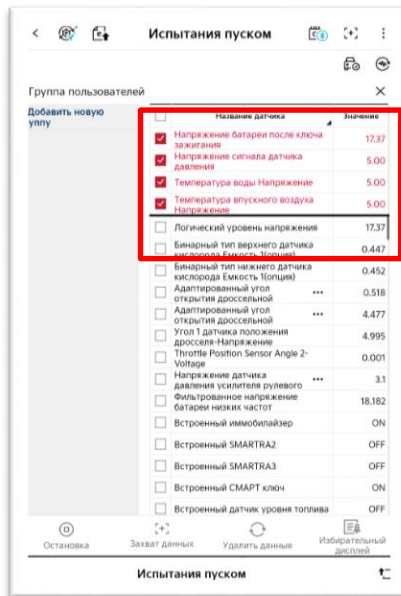 Испытания пуском
Группа пользователей
Добавить новую
уппу
Название датчика
Значение
Напряжение батареи после ключа
зажигания
17.37
Напряжение сигнала датчика
давления
5.00
Температура воды Напряжение
5.00
Температура впускного воздуха
Напряжение
5.00
Логический уровень напряжения
17.37
Бинарный тип верхнего датчика
кислорода Емкость 1(опция)
0.447
Бинарный тип нижнего датчика
кислорода Емкость 1(опция)
0.452
Адаптированный угол
открытия дроссельной
•••
0.518
Адаптированный угол
открытия дроссельной
4.477
Угол 1 датчика положения
дросселя-Напряжение
4.995
Throttle Position Sensor Angle 2-
Voltage
0.001
Напряжение датчика
давления усилителя рулевого
•••
3.1
Фильтрованное напряжение
батареи низких частот
18.182
Встроенный иммобилайзер
ON
Встроенный SMARTRA2
OFF
Встроенный SMARTRA3
OFF
Встроенный СМАРТ ключ
ON
Встроенный датчик уровня топлива
OFF
Остановка
Захват данных
Удалить данные
Избирательный
дисплей
Испытания пуском